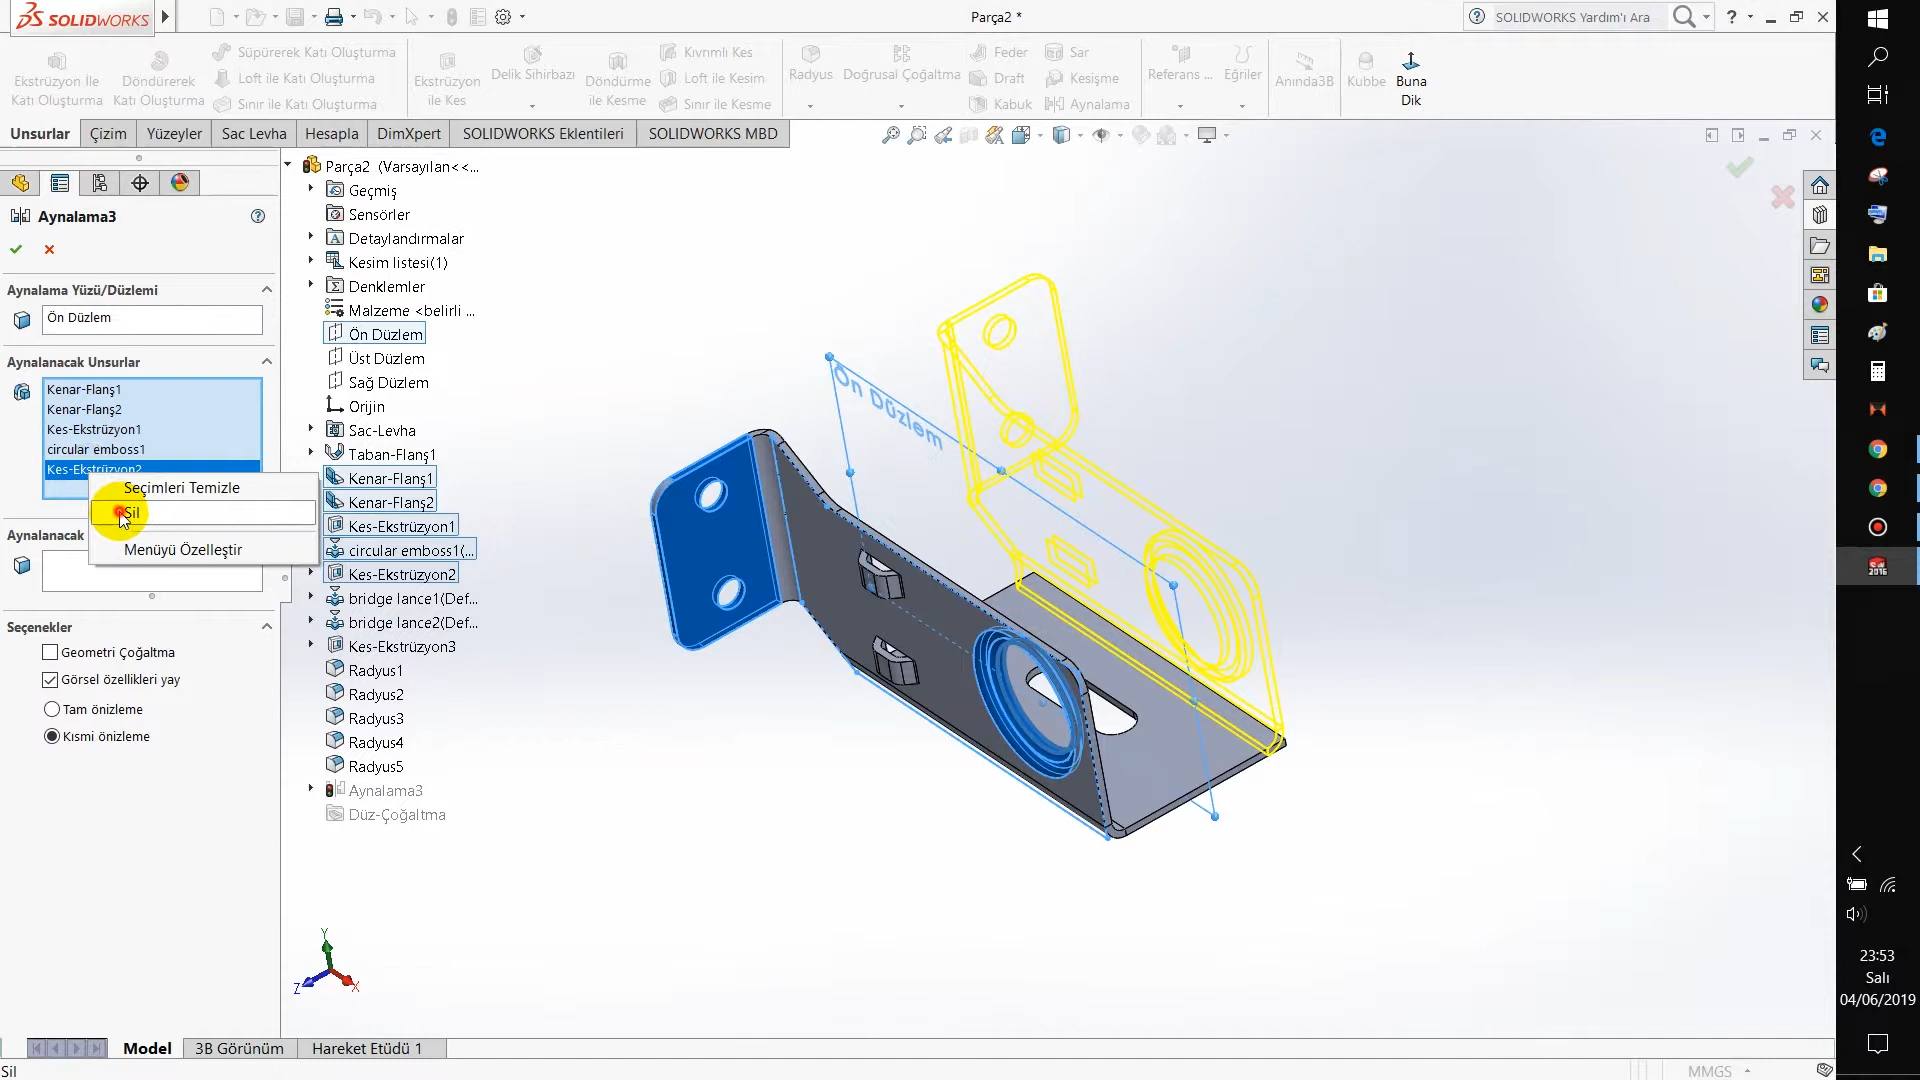 SOLIDWORKS
Parça2 *
SOLIDWORKS Yardım'ı Ara
Ekstrüzyon İle Katı Oluşturma
Döndürerek Katı Oluşturma
Süpürerek Katı Oluşturma
Loft ile Katı Oluşturma
Sınır ile Katı Oluşturma
Ekstrüzyon ile Kes
Delik Sihirbazı
Döndürme ile Kesme
Kıvrımlı Kes
Loft ile Kesim
Sınır ile Kesme
Radyus
Doğrusal Çoğaltma
Feder
Draft
Kabuk
Sar
Kesişme
Aynalama
Referans ...
Eğriler
Anında3B
Kubbe
Buna Dik
Unsurlar
Çizim
Yüzeyler
Sac Levha
Hesapla
DimXpert
SOLIDWORKS Eklentileri
SOLIDWORKS MBD
Aynalama3
Aynalama Yüzü/Düzlemi
Ön Düzlem
Aynalanacak Unsurlar
Kenar-Flanş1
Kenar-Flanş2
Kes-Ekstrüzyon1
circular emboss1
Kes-Ekstrüzyon2
Seçimleri Temizle
Sil
Menüyü Özelleştir
Aynalanacak
Seçenekler
Geometri Çoğaltma
Görsel özellikleri yay
Tam önizleme
Kısmi önizleme
Parça2 (Varsayılan<<...
Geçmiş
Sensörler
Detaylandırmalar
Kesim listesi(1)
Denklemler
Malzeme <belirli ...
Ön Düzlem
Üst Düzlem
Sağ Düzlem
Orijin
Sac-Levha
Taban-Flanş1
Kenar-Flanş1
Kenar-Flanş2
Kes-Ekstrüzyon1
circular emboss1(...
Kes-Ekstrüzyon2
bridge lance1(Def...
bridge lance2(Def...
Kes-Ekstrüzyon3
Radyus1
Radyus2
Radyus3
Radyus4
Radyus5
Aynalama3
Düz-Çoğaltma
Ön Düzlem
Y
Z
X
2016
23:53
Salı
04/06/2019
Model
3B Görünüm
Hareket Etüdü 1
Sil
MMGS